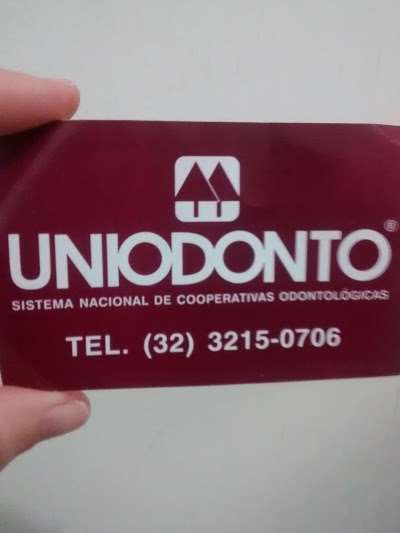 UNIODONTO®
SISTEMA NACIONAL DE COOPERATIVAS ODONTOLÓGICAS
TEL. (32) 3215-0706